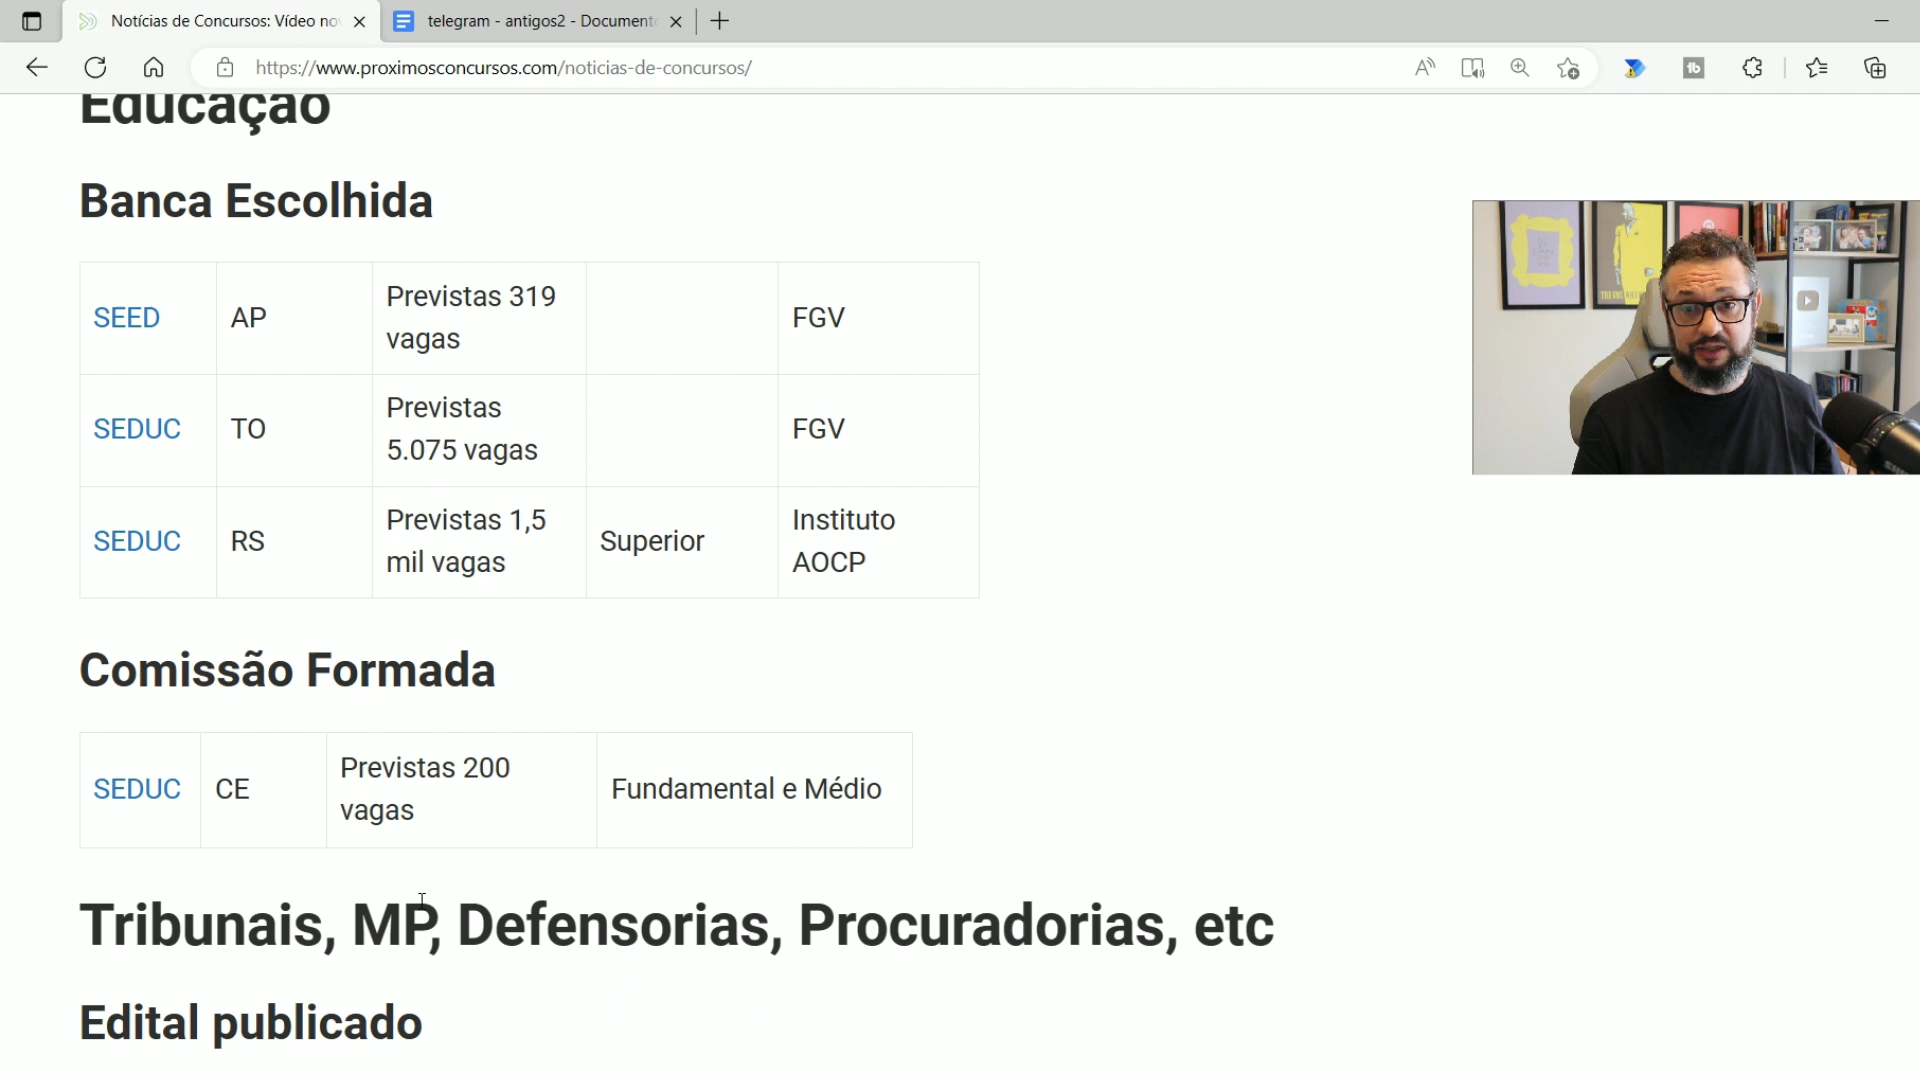 Notícias de Concursos: Vídeo no
telegram - antigos2 - Document
https://www.proximosconcursos.com/noticias-de-concursos/
Educação
Banca Escolhida
SEED AP Previstas 319 vagas FGV
SEDUC TO Previstas 5.075 vagas FGV
SEDUC RS Previstas 1,5 mil vagas Superior Instituto AOCP
Comissão Formada
SEDUC CE Previstas 200 vagas Fundamental e Médio
Tribunais, MP, Defensorias, Procuradorias, etc
Edital publicado